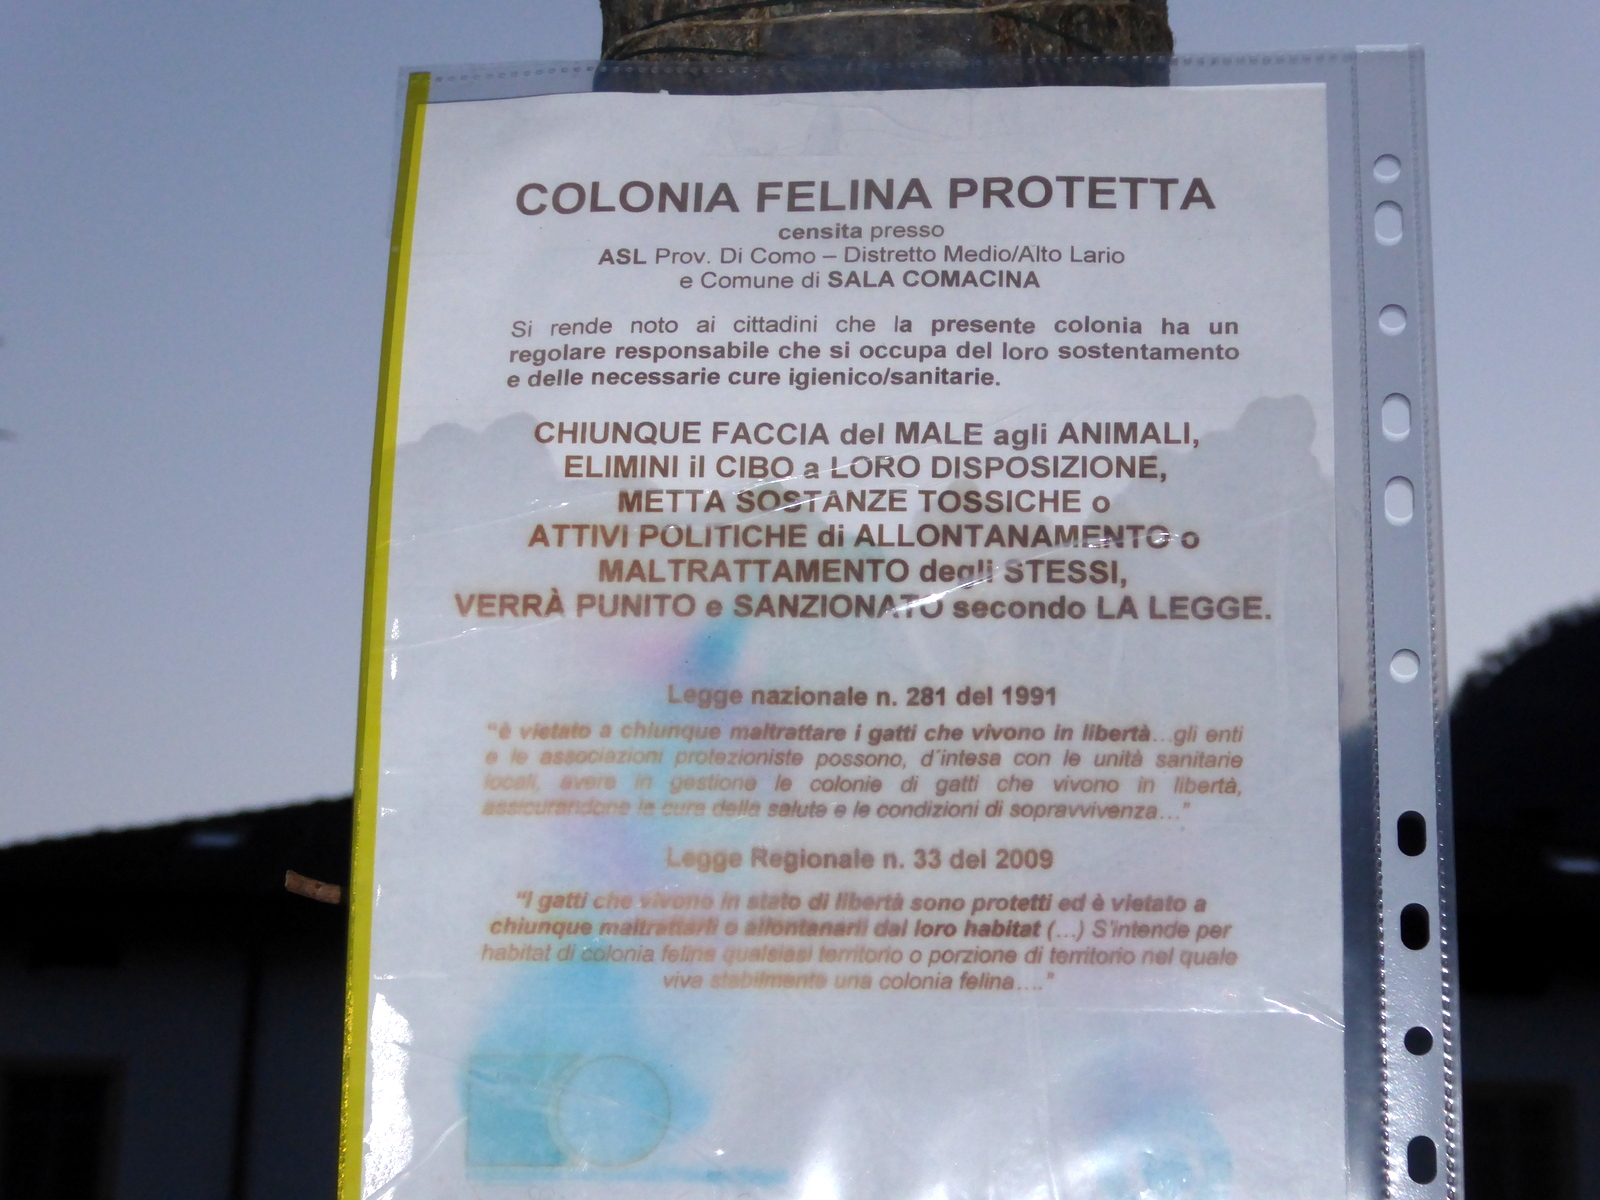 COLONIA FELINA PROTETTA
censita presso
ASL Prov. Di Como – Distretto Medio/Alto Lario
e Comune di SALA COMACINA
Si rende noto ai cittadini che la presente colonia ha un
regolare responsabile che si occupa del loro sostentamento
e delle necessarie cure igienico/sanitarie.
CHIUNQUE FACCIA del MALE agli ANIMALI,
ELIMINI il CIBO a LORO DISPOSIZIONE,
METTA SOSTANZE TOSSICHE o
ATTIVI POLITICHE di ALLONTANAMENTO o
MALTRATTAMENTO degli STESSI,
VERRÀ PUNITO e SANZIONATO secondo LA LEGGE.
Legge nazionale n. 281 del 1991
“è vietato a chiunque maltrattare i gatti che vivono in libertà…gli enti
e le associazioni protezioniste possono, d´intesa con le unità sanitarie
locali, avere in gestione le colonie di gatti che vivono in libertà,
assicurandone la cura della salute e le condizioni di sopravvivenza…”
Legge Regionale n. 33 del 2009
“I gatti che vivono in stato di libertà sono protetti ed è vietato a
chiunque maltrattarli o allontanarli dal loro habitat (…) S'intende per
habitat di colonia felina qualsiasi territorio o porzione di territorio nel quale
viva stabilmente una colonia felina….”